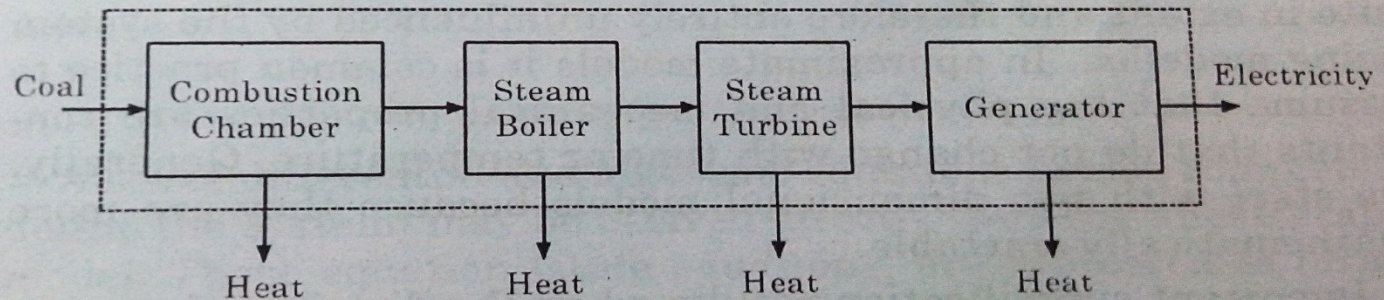 Coal
Combustion
Chamber
Steam
Boiler
Steam
Turbine
Generator
Electricity
Heat
Heat
Heat
Heat